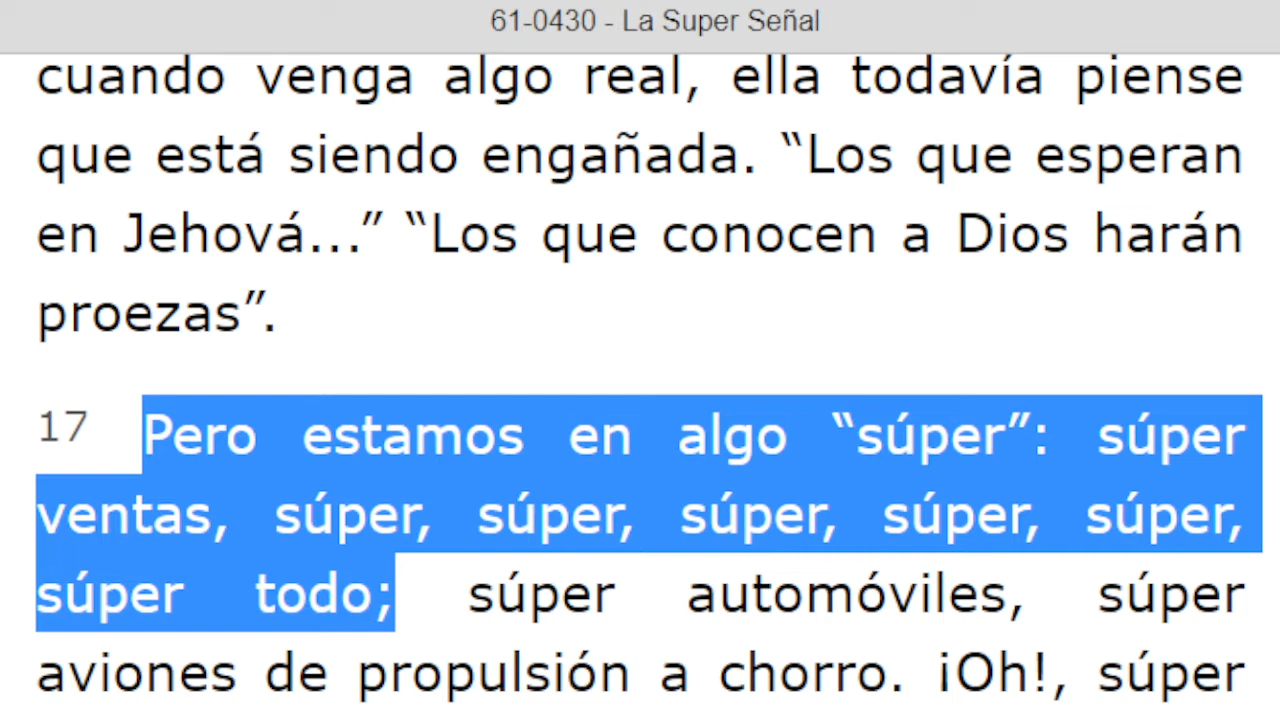 61-0430 - La Super Señal
cuando venga algo real, ella todavía piense
que está siendo engañada. “Los que esperan
en Jehová...” “Los que conocen a Dios harán
proezas”.
17 Pero estamos en algo “súper”: súper
ventas, súper, súper, súper, súper, súper,
súper todo; súper automóviles, súper
aviones de propulsión a chorro. ¡Oh!, súper